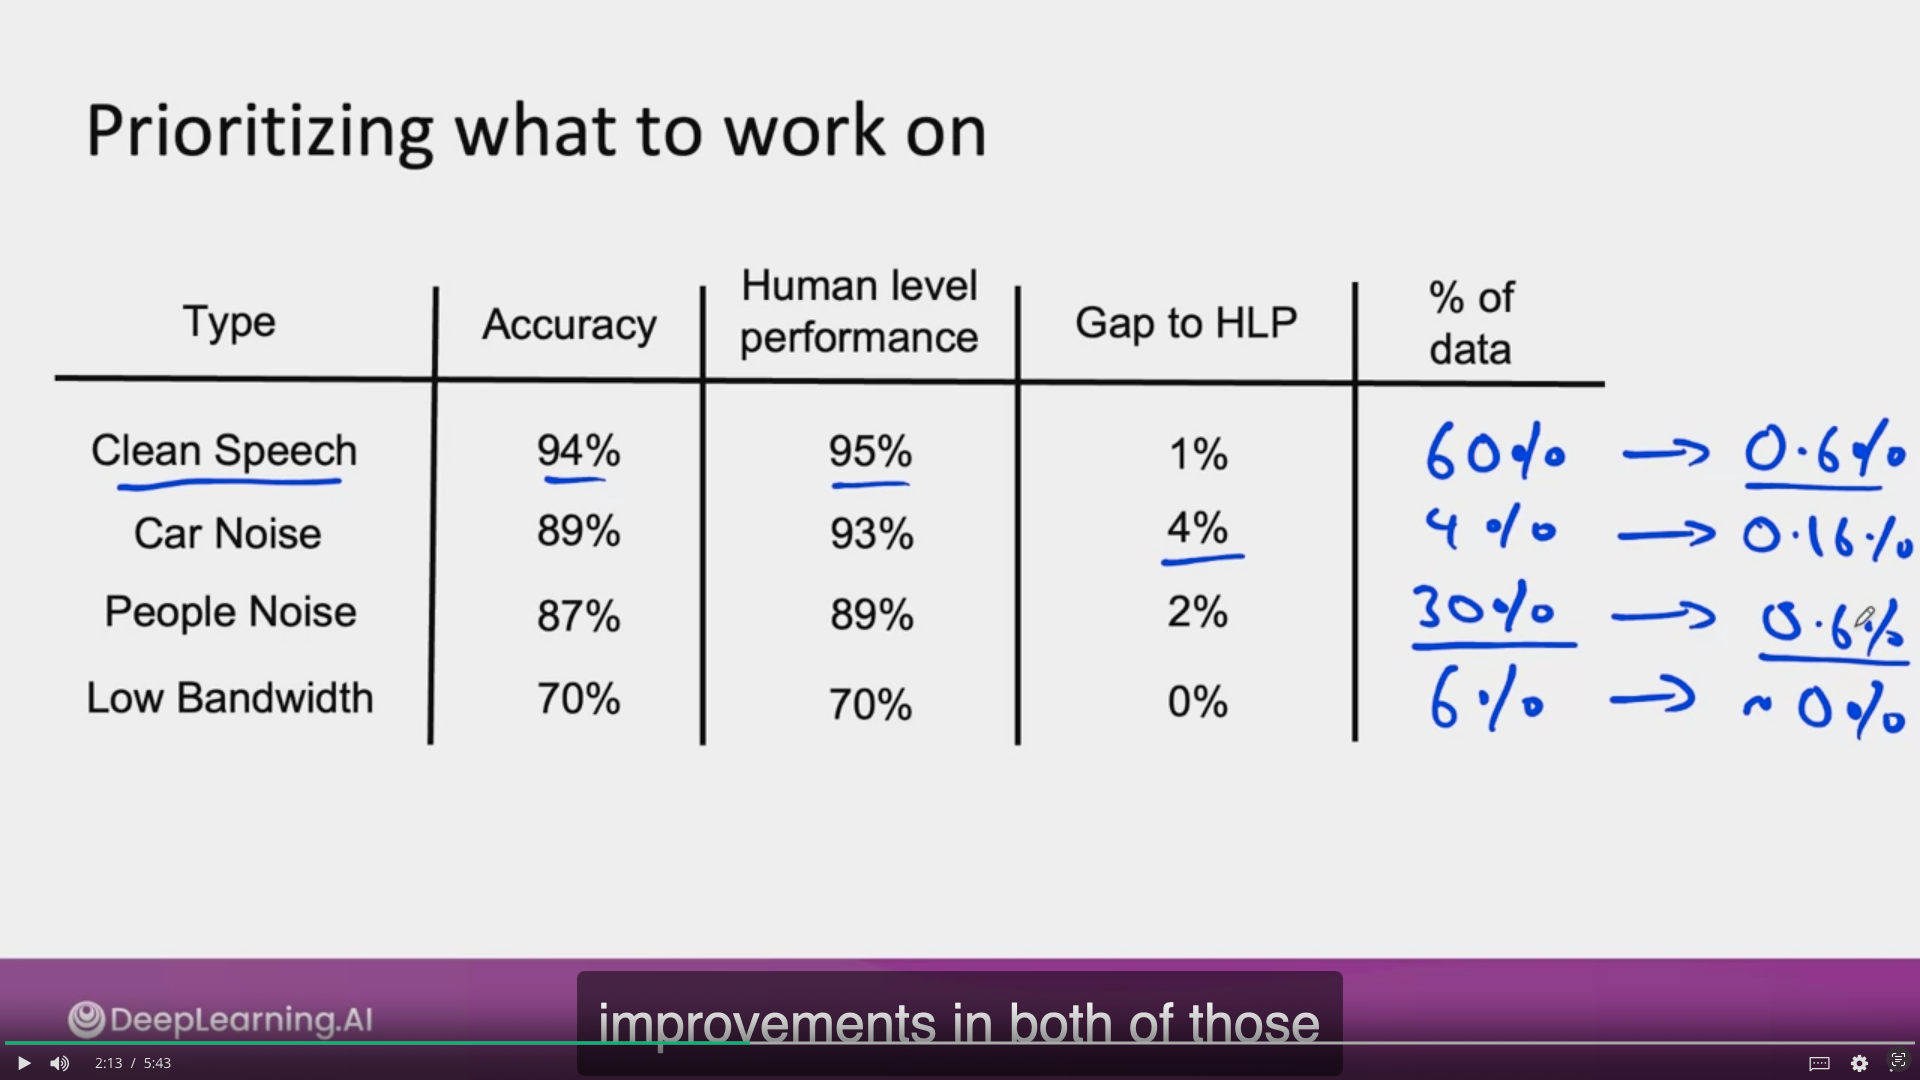 Prioritizing what to work on
Type | Accuracy | Human level performance | Gap to HLP | % of data
Clean Speech | 94% | 95% | 1% | 60% → 0.6%
Car Noise | 89% | 93% | 4% | 4% → 0.16%
People Noise | 87% | 89% | 2% | 30% → 0.6%
Low Bandwidth | 70% | 70% | 0% | 6% → ~0%
DeepLearning.AI
improvements in both of those
2:13 / 5:43